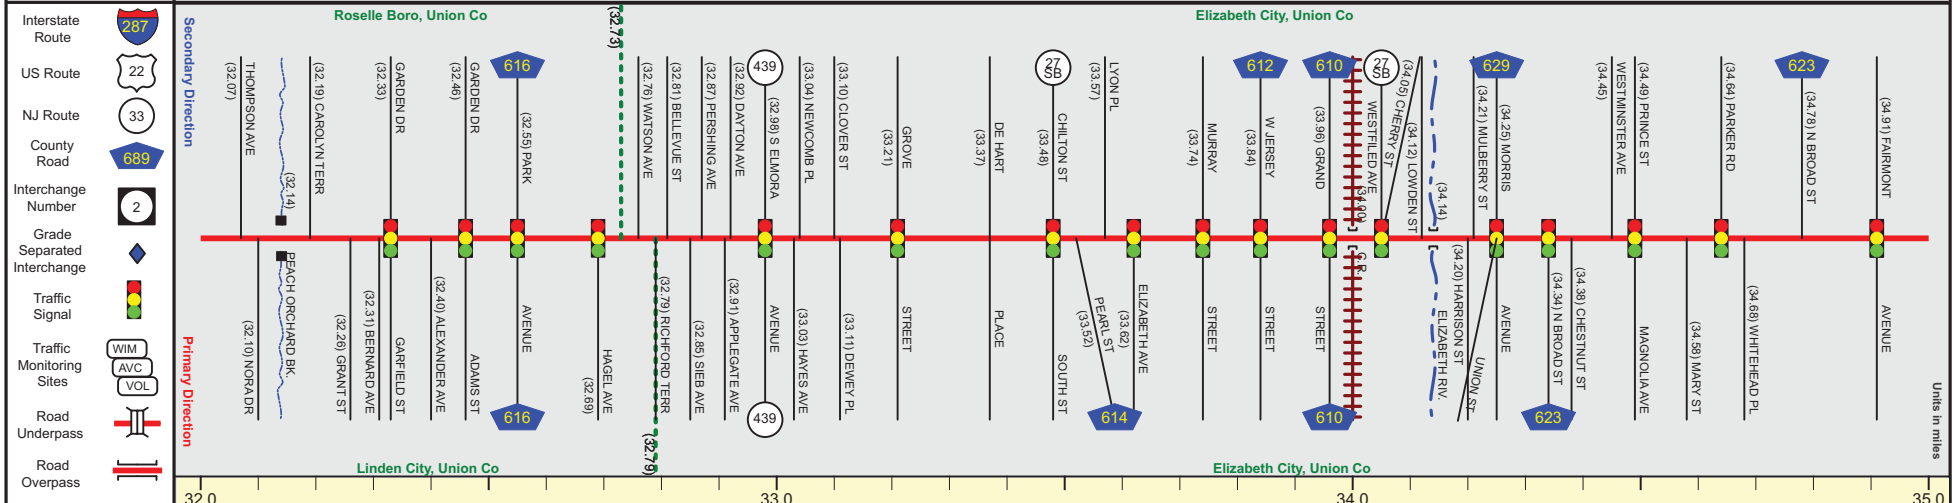 Interstate
Route
287
US Route
22
NJ Route
33
County
Road
689
Interchange
Number
2
Grade
Separated
Interchange
Traffic
Signal
Traffic
Monitoring
Sites
WIM
AVC
VOL
Road
Underpass
Road
Overpass
Secondary Direction
Primary Direction
Roselle Boro, Union Co
(32.73)
Elizabeth City, Union Co
THOMPSON AVE
(32.07)
(32.14)
(32.19) CAROLYN TERR
GARDEN DR
(32.33)
GARDEN DR
(32.46)
616
(32.55) PARK
(32.76) WATSON AVE
(32.81) BELLEVUE ST
(32.87) PERSHING AVE
(32.92) DAYTON AVE
439
(32.98) S ELMORA
(33.04) NEWCOMB PL
(33.10) CLOVER ST
GROVE
(33.21)
DE HART
(33.37)
27
SB
CHILTON ST
(33.48)
LYON PL
(33.57)
MURRAY
(33.74)
612
W JERSEY
(33.84)
610
(33.96) GRAND
(34.00)
27
SB
WESTFILED AVE
(34.05) CHERRY ST
(34.12) LOWDEN ST
(34.14)
629
(34.21) MULBERRY ST
(34.25) MORRIS
WESTMINSTER AVE
(34.45)
(34.49) PRINCE ST
(34.64) PARKER RD
623
(34.78) N BROAD ST
(34.91) FAIRMONT
(32.10) NORA DR
PEACH ORCHARD BK.
(32.26) GRANT ST
(32.31)BERNARD AVE
GARFIELD ST
(32.40) ALEXANDER AVE
ADAMS ST
AVENUE
616
HAGEL AVE
(32.69)
(32.79) RICHFORD TERR
(32.79)
(32.85) SIEB AVE
(32.91) APPLEGATE AVE
AVENUE
439
(33.03) HAYES AVE
(33.11) DEWEY PL
STREET
PLACE
SOUTH ST
PEARL ST
(33.52)
614
ELIZABETH AVE
(33.62)
STREET
STREET
STREET
610
C.R.
ELIZABETH RIV.
(34.20) HARRISON ST
UNION ST
AVENUE
(34.34) N BROAD ST
623
(34.38) CHESTNUT ST
MAGNOLIA AVE
(34.58) MARY ST
(34.68) WHITEHEAD PL
AVENUE
Linden City, Union Co
Elizabeth City, Union Co
Units in miles
32.0
33.0
34.0
35.0